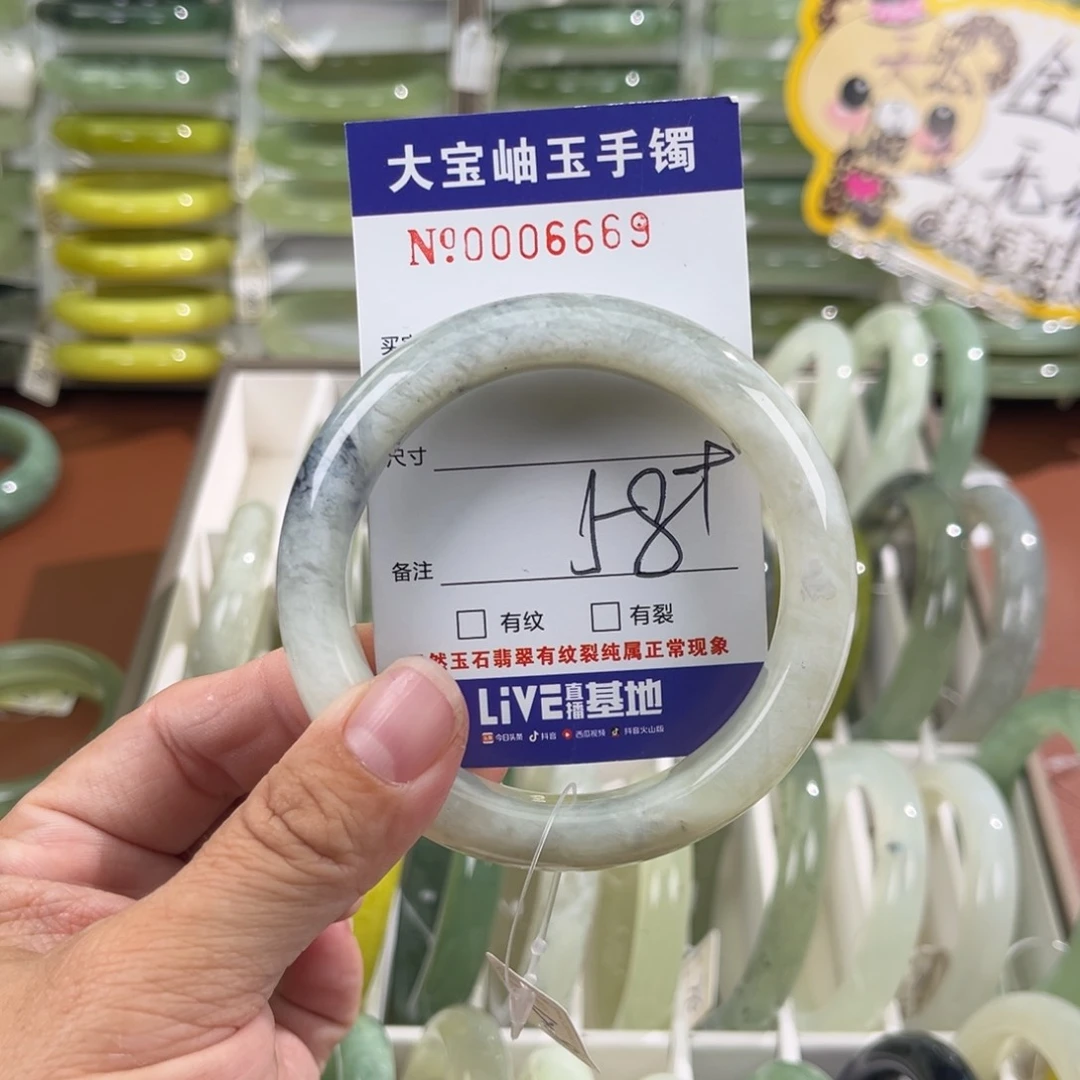 大宝岫玉手镯
Nº0006669
尺寸
58
备注
□ 有纹 □ 有裂
然玉石翡翠有纹裂纯属正常现象
LiVE直播基地
今日头条 抖音 西瓜视频 抖音火山版
全
无